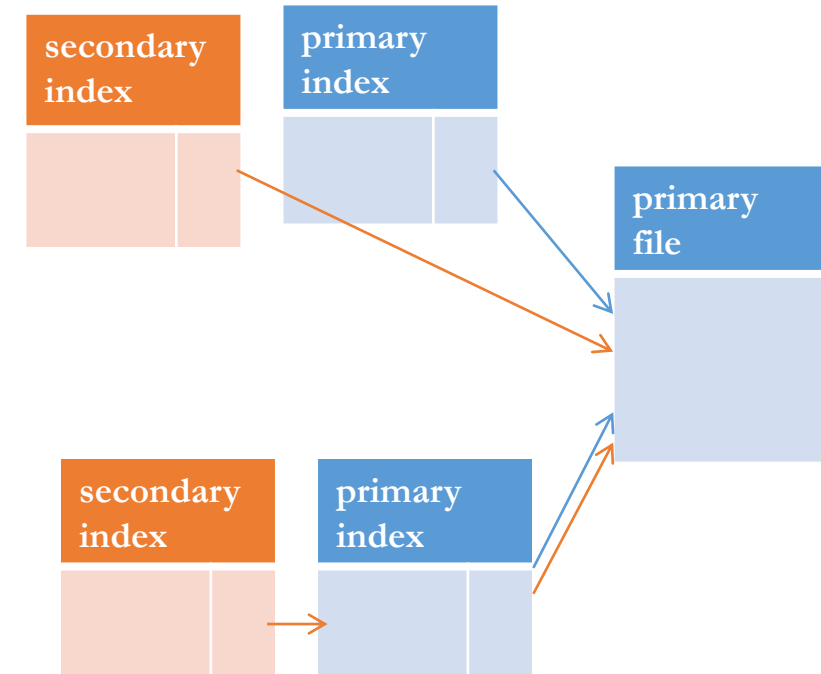 secondary
index
primary
index
primary
file
secondary
index
primary
index